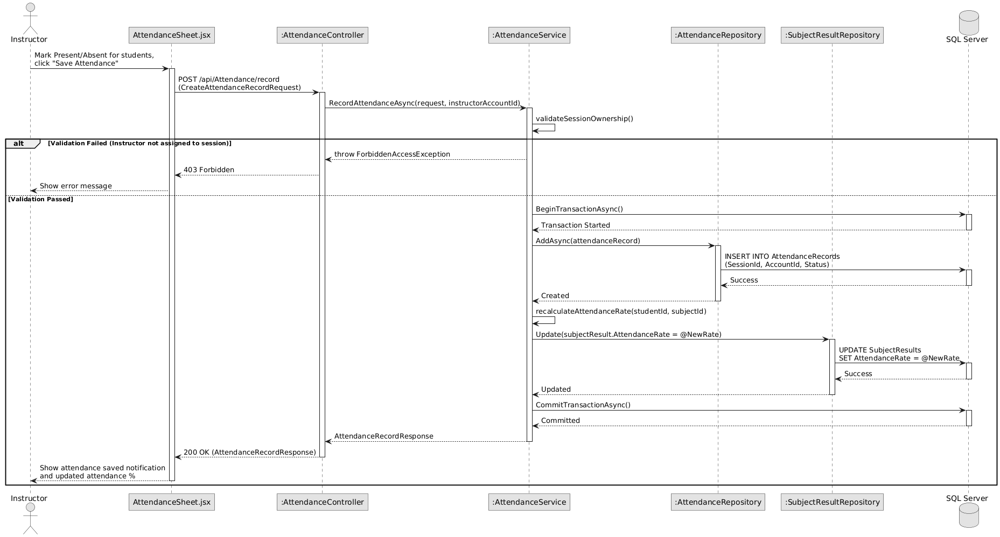 Instructor
AttendanceSheet.jsx
:AttendanceController
:AttendanceService
:AttendanceRepository
:SubjectResultRepository
SQL Server
Mark Present/Absent for students,
click "Save Attendance"
POST /api/Attendance/record
(CreateAttendanceRecordRequest)
RecordAttendanceAsync(request, instructorAccountId)
validateSessionOwnership()
alt
[Validation Failed (Instructor not assigned to session)]
throw ForbiddenAccessException
403 Forbidden
Show error message
[Validation Passed]
BeginTransactionAsync()
Transaction Started
AddAsync(attendanceRecord)
INSERT INTO AttendanceRecords
(SessionId, AccountId, Status)
Success
Created
recalculateAttendanceRate(studentId, subjectId)
Update(subjectResult.AttendanceRate = @NewRate)
UPDATE SubjectResults
SET AttendanceRate = @NewRate
Success
Updated
CommitTransactionAsync()
Committed
AttendanceRecordResponse
200 OK (AttendanceRecordResponse)
Show attendance saved notification
and updated attendance %
Instructor
AttendanceSheet.jsx
:AttendanceController
:AttendanceService
:AttendanceRepository
:SubjectResultRepository
SQL Server